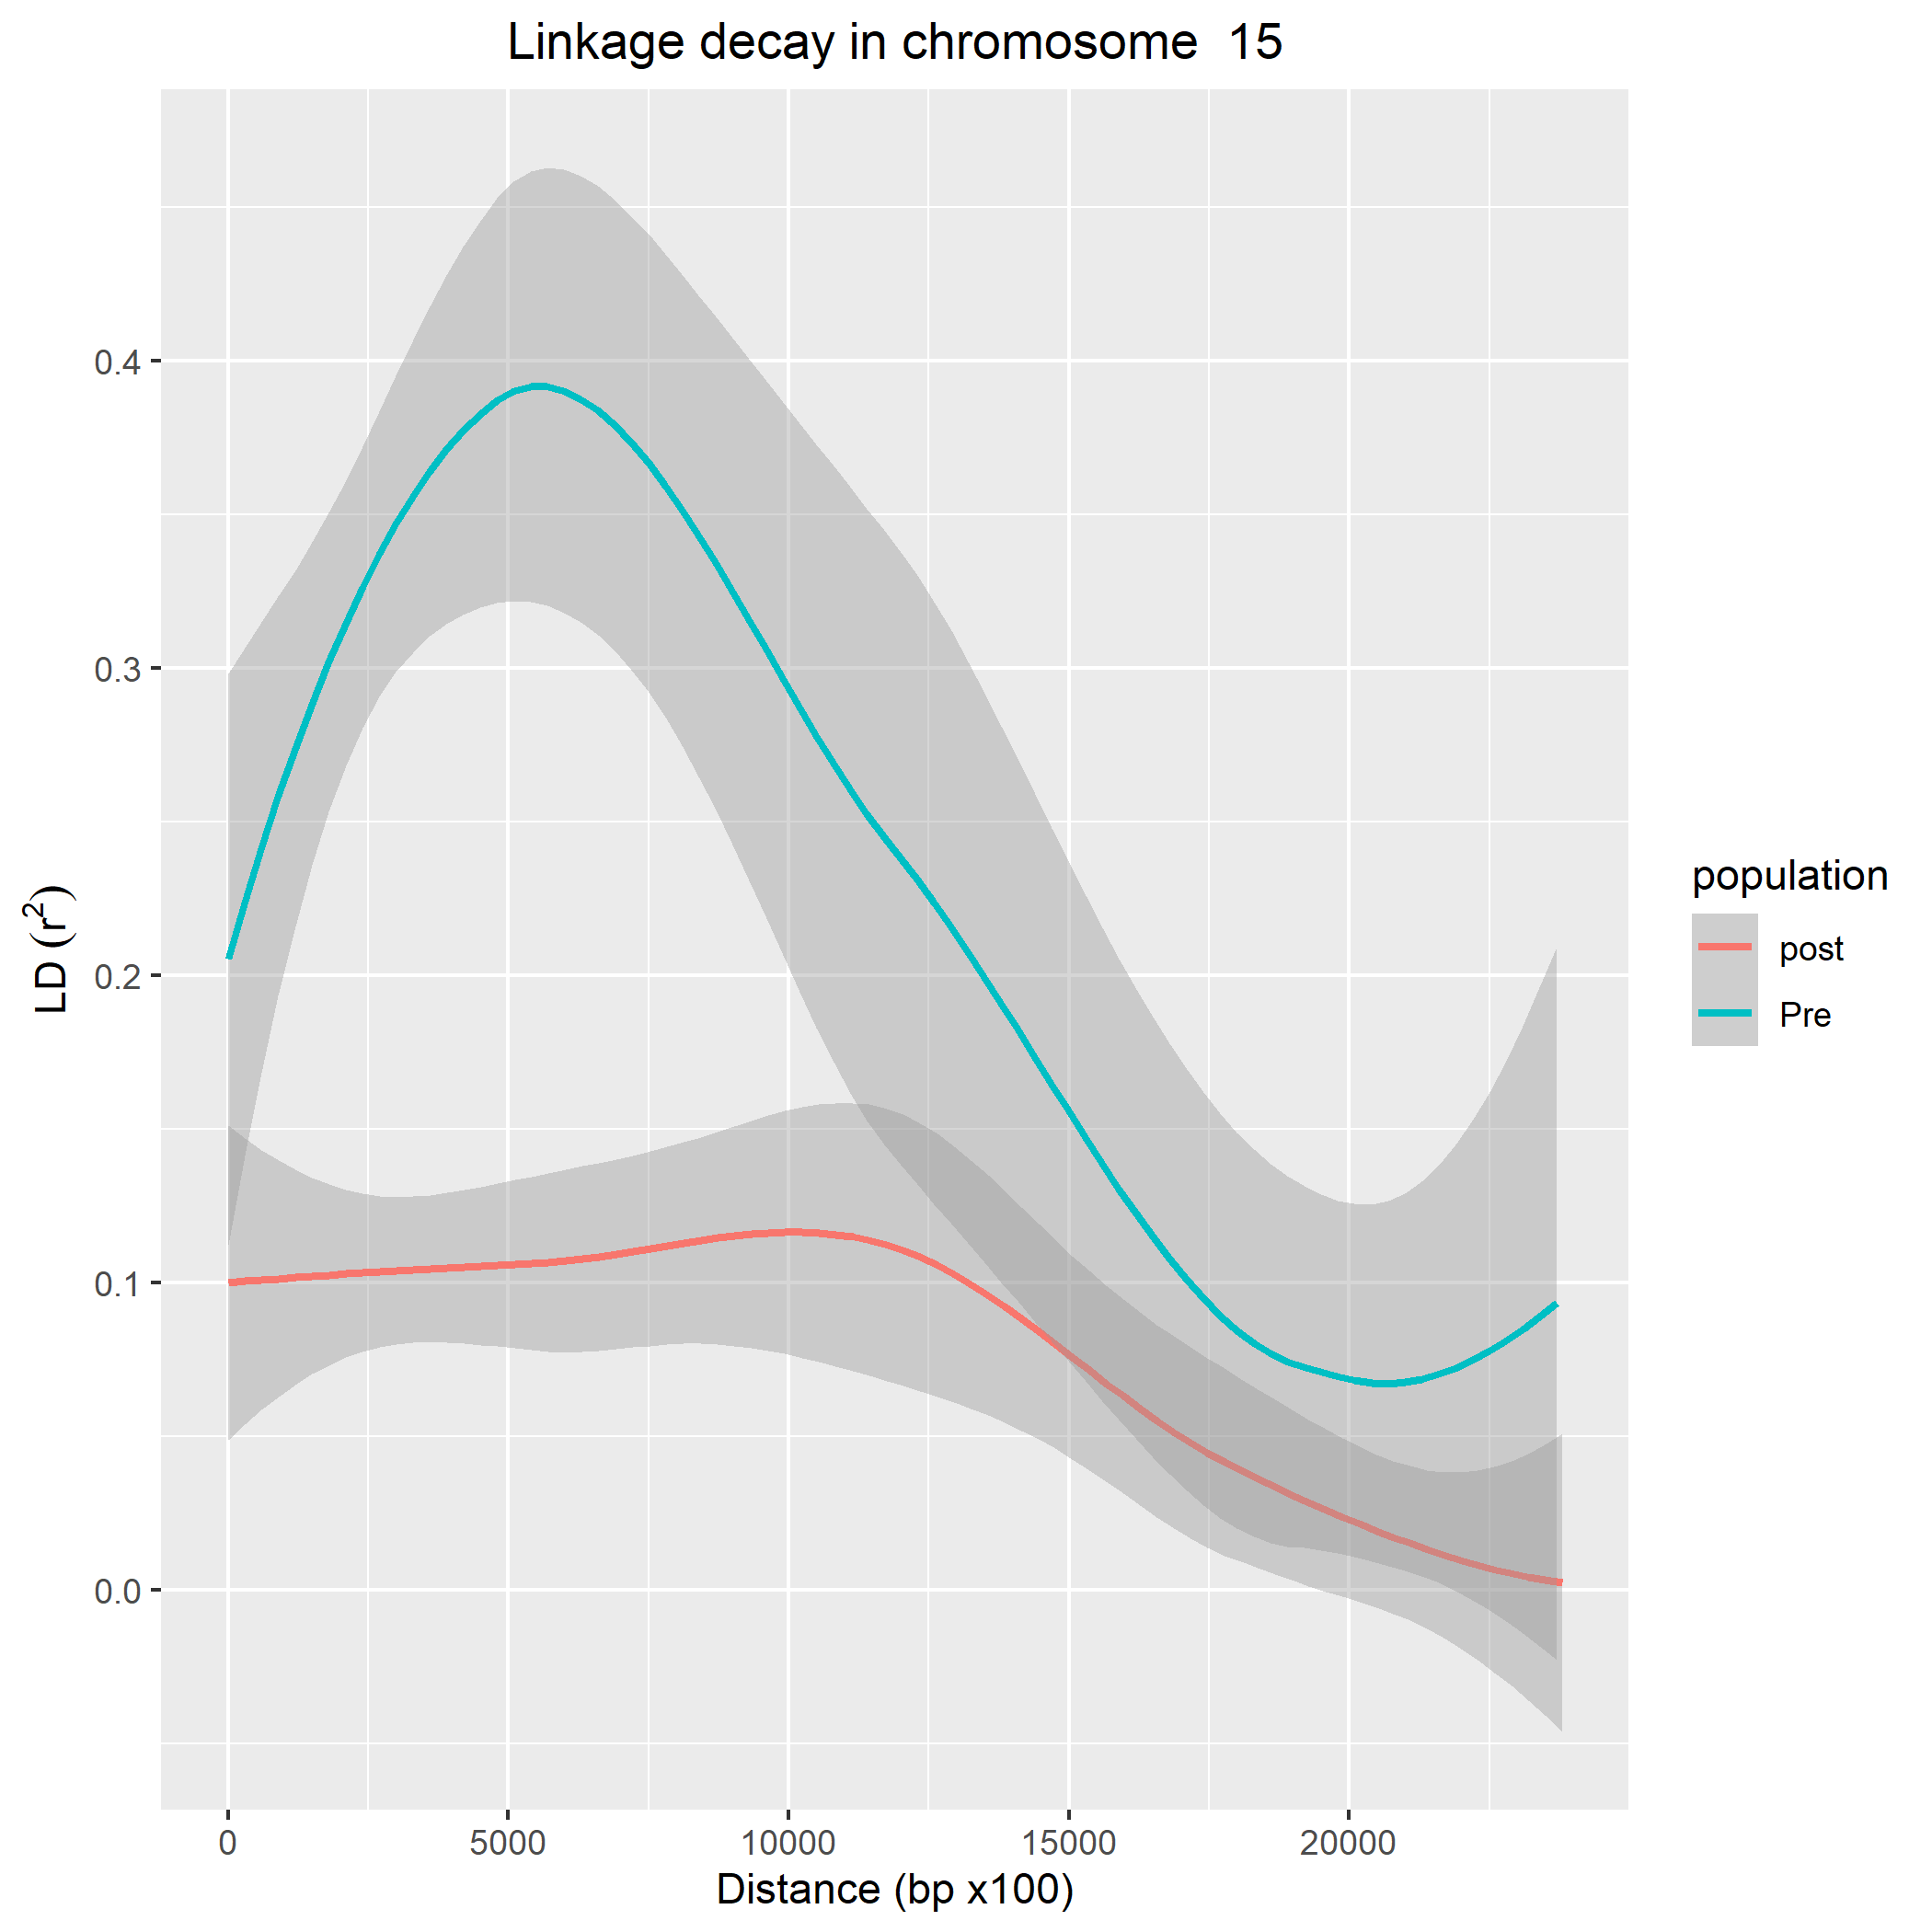 Linkage decay in chromosome  15
LD (r²)
0.4
0.3
0.2
0.1
0.0
0 5000 10000 15000 20000
Distance (bp x100)
population
post
Pre